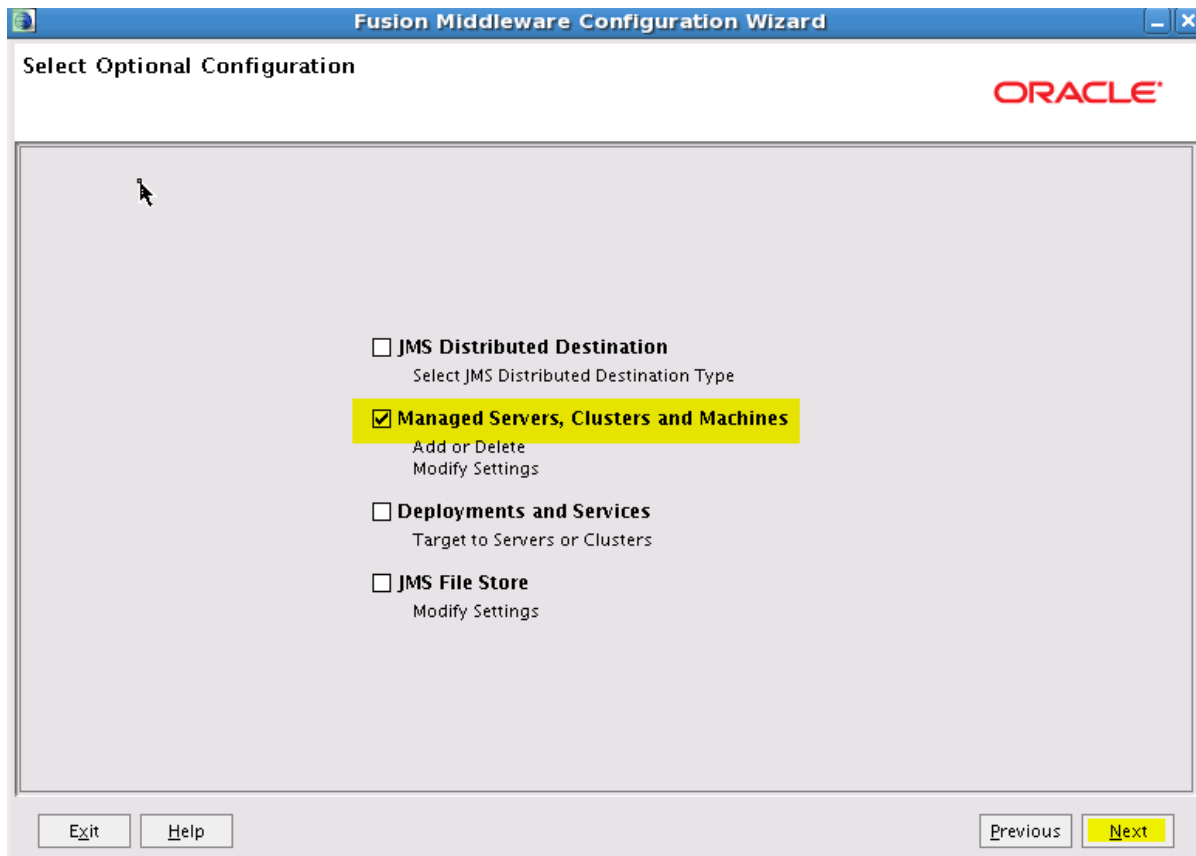 Fusion Middleware Configuration Wizard
Select Optional Configuration
ORACLE
JMS Distributed Destination
Select JMS Distributed Destination Type
Managed Servers, Clusters and Machines
Add or Delete
Modify Settings
Deployments and Services
Target to Servers or Clusters
JMS File Store
Modify Settings
Exit Help Previous Next